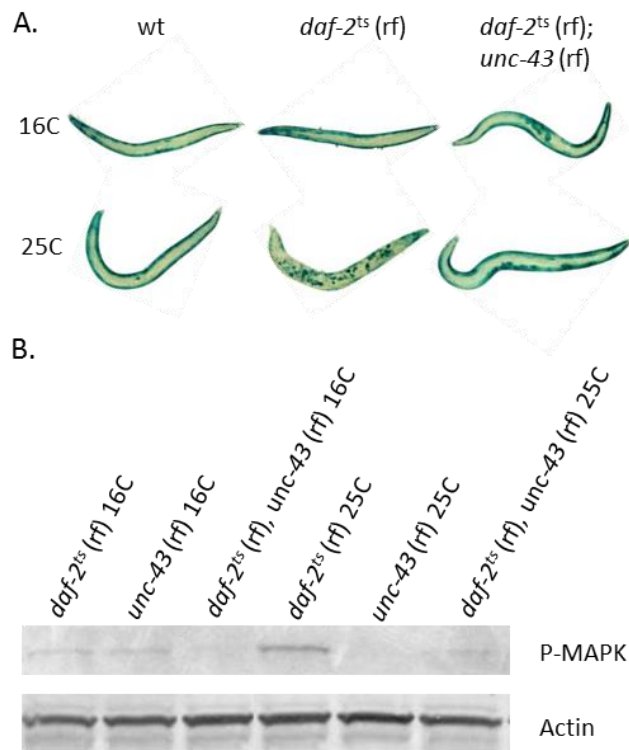 A.
wt
daf-2ts (rf)
daf-2ts (rf);
unc-43 (rf)
16C
25C
B.
daf-2ts (rf) 16C
unc-43 (rf) 16C
daf-2ts (rf), unc-43 (rf) 16C
daf-2ts (rf) 25C
unc-43 (rf) 25C
daf-2ts (rf), unc-43 (rf) 25C
P-MAPK
Actin